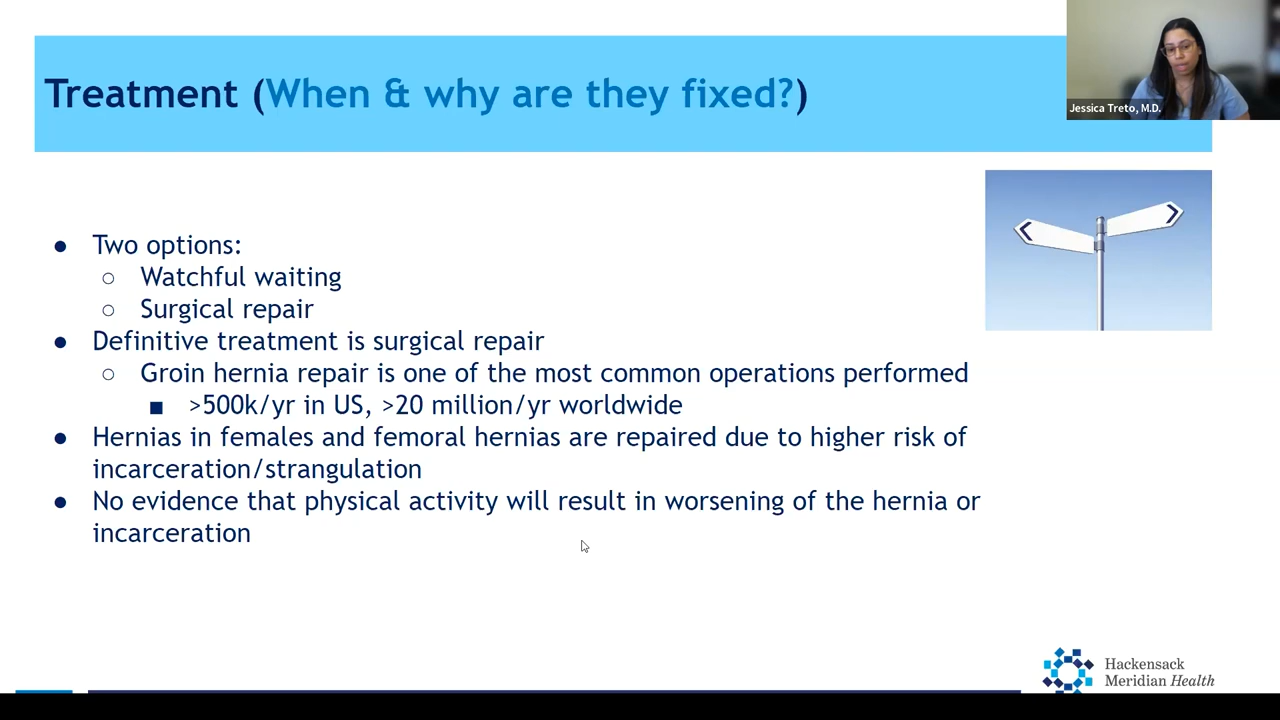 Treatment (When & why are they fixed?)
Jessica Treto, M.D.
● Two options:
○ Watchful waiting
○ Surgical repair
● Definitive treatment is surgical repair
○ Groin hernia repair is one of the most common operations performed
■ >500k/yr in US, >20 million/yr worldwide
● Hernias in females and femoral hernias are repaired due to higher risk of
incarceration/strangulation
● No evidence that physical activity will result in worsening of the hernia or
incarceration
Hackensack
Meridian Health